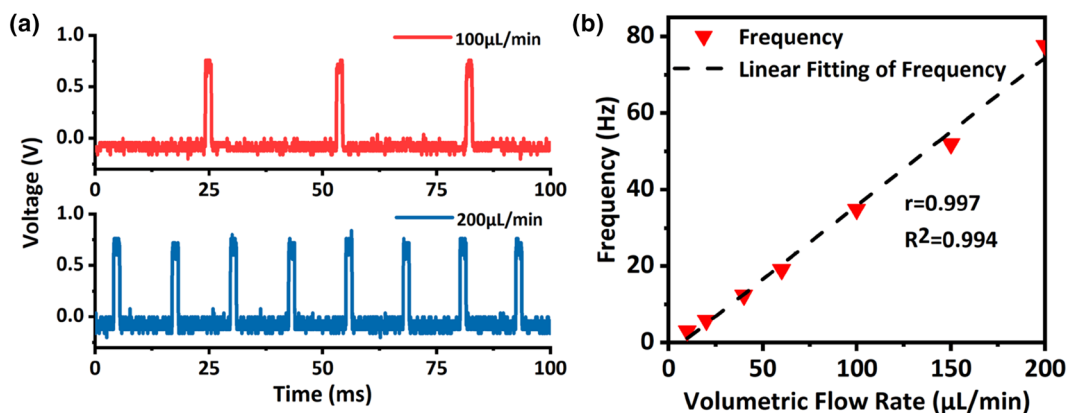 (a)
Voltage (V)
1.0
0.5
0.0
100μL/min
0 25 50 75 100
1.0
0.5
0.0
200μL/min
0 25 50 75 100
Time (ms)
(b)
Frequency (Hz)
80
60
40
20
0
Frequency
Linear Fitting of Frequency
r=0.997
R²=0.994
0 50 100 150 200
Volumetric Flow Rate (μL/min)